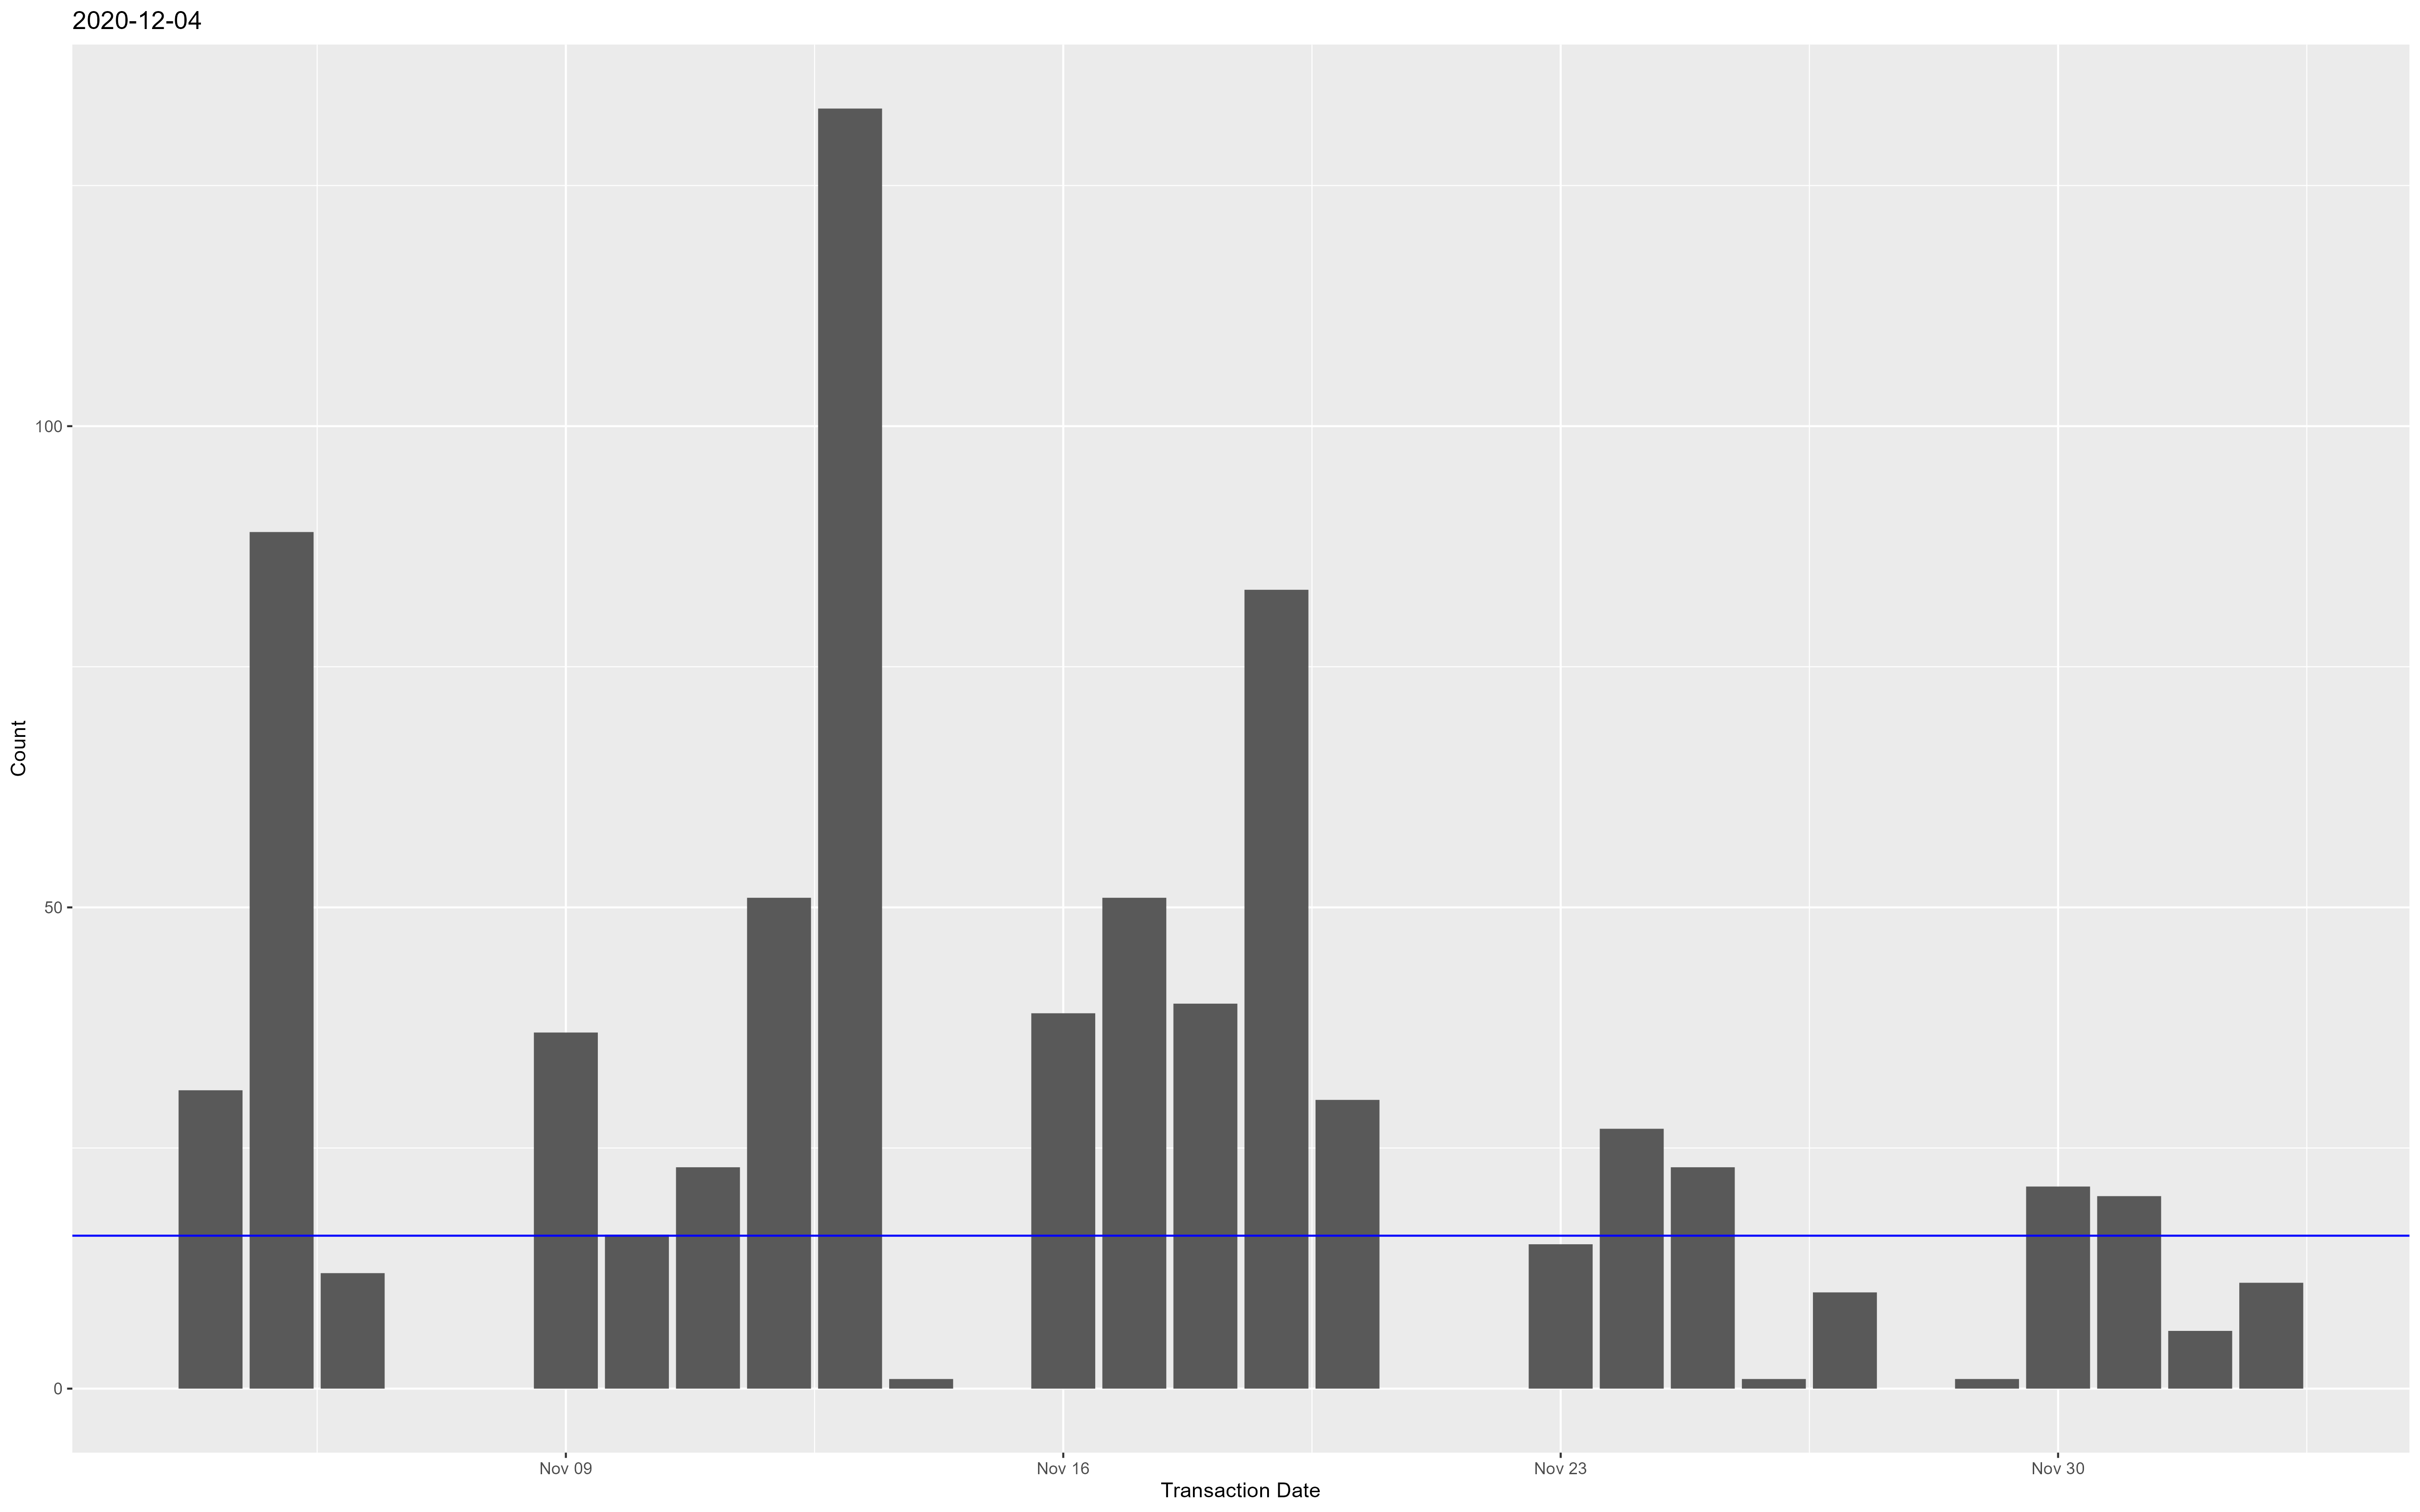 2020-12-04
Count
100
50
0
Nov 09
Nov 16
Nov 23
Nov 30
Transaction Date